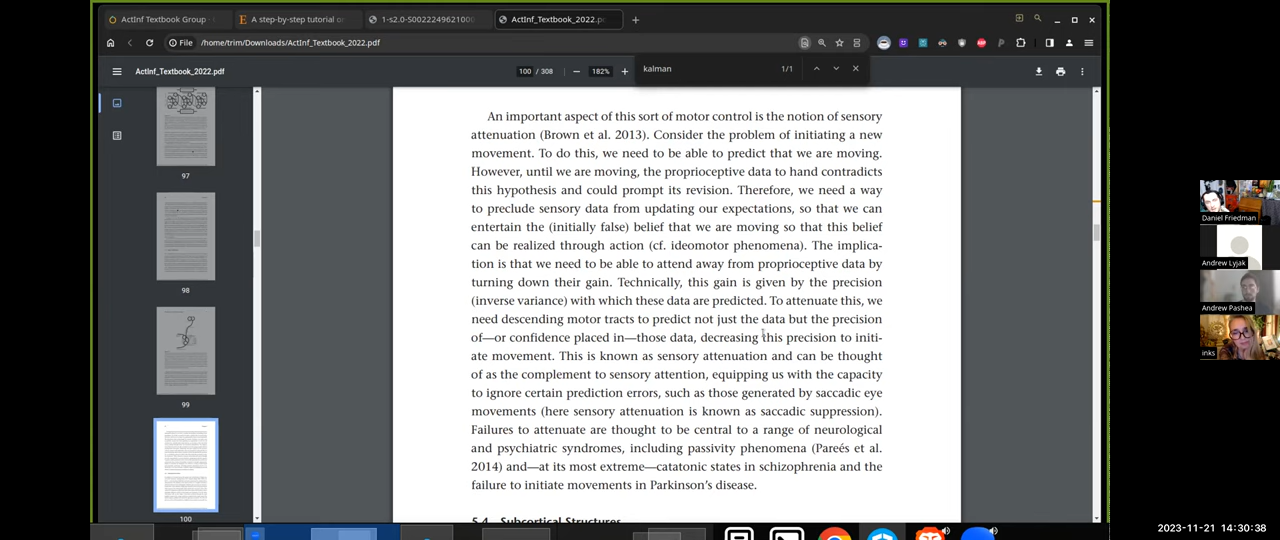 ActInf Textbook Group -
A step-by-step tutorial on
1-s2.0-S0022249621000
ActInf_Textbook_2022.p
File
/home/trim/Downloads/ActInf_Textbook_2022.pdf
kalman
1/1
ActInf_Textbook_2022.pdf
100 / 308
182%
97
98
99
100
An important aspect of this sort of motor control is the notion of sensory
attenuation (Brown et al. 2013). Consider the problem of initiating a new
movement. To do this, we need to be able to predict that we are moving.
However, until we are moving, the proprioceptive data to hand contradicts
this hypothesis and could prompt its revision. Therefore, we need a way
to preclude sensory data from updating our expectations, so that we can
entertain the (initially false) belief that we are moving so that this belief
can be realized through action (cf. ideomotor phenomena). The implica-
tion is that we need to be able to attend away from proprioceptive data by
turning down their gain. Technically, this gain is given by the precision
(inverse variance) with which these data are predicted. To attenuate this, we
need descending motor tracts to predict not just the data but the precision
of—or confidence placed in—those data, decreasing this precision to initi-
ate movement. This is known as sensory attenuation and can be thought
of as the complement to sensory attention, equipping us with the capacity
to ignore certain prediction errors, such as those generated by saccadic eye
movements (here sensory attenuation is known as saccadic suppression).
Failures to attenuate are thought to be central to a range of neurological
and psychiatric syndromes, including passivity phenomena (Pareés et al.
2014) and—at its most extreme—catatonic states in schizophrenia and the
failure to initiate movements in Parkinson's disease.
5.4 Subcortical Structures
Daniel Friedman
Andrew Lyjak
Andrew Pashea
inks
2023-11-21 14:30:38